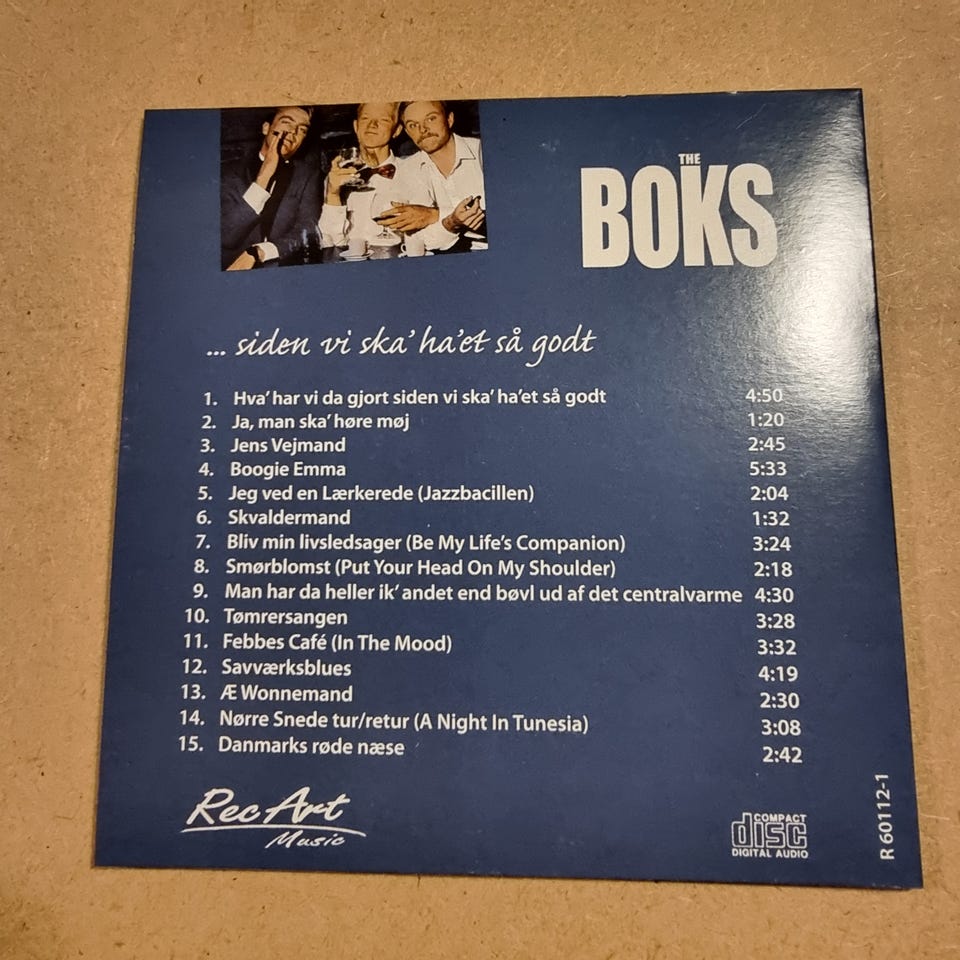 THE
BOKS
... siden vi ska' ha'et så godt
1. Hva' har vi da gjort siden vi ska' ha'et så godt 4:50
2. Ja, man ska' høre møj 1:20
3. Jens Vejmand 2:45
4. Boogie Emma 5:33
5. Jeg ved en Lærkerede (Jazzbacillen) 2:04
6. Skvaldermand 1:32
7. Bliv min livsledsager (Be My Life's Companion) 3:24
8. Smørblomst (Put Your Head On My Shoulder) 2:18
9. Man har da heller ik' andet end bøvl ud af det centralvarme 4:30
10. Tømrersangen 3:28
11. Febbes Café (In The Mood) 3:32
12. Savværksblues 4:19
13. Æ Wonnemand 2:30
14. Nørre Snede tur/retur (A Night In Tunesia) 3:08
15. Danmarks røde næse 2:42
RecArt
Music
COMPACT
disc
DIGITAL AUDIO
R 60112-1